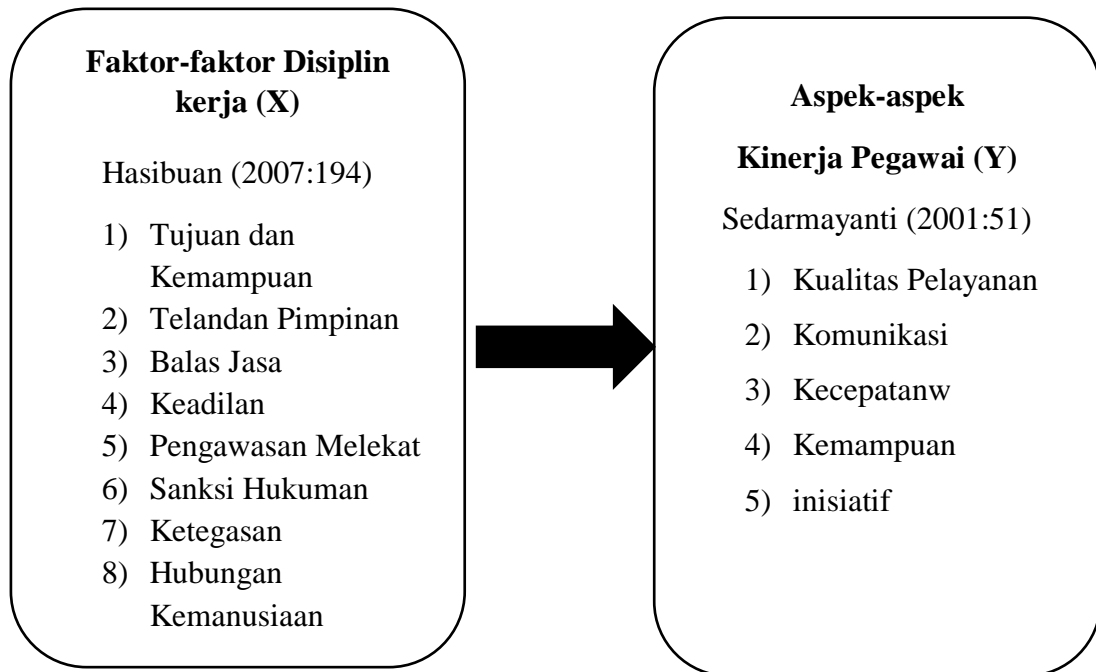 Faktor-faktor Disiplin
kerja (X)
Hasibuan (2007:194)
1) Tujuan dan
Kemampuan
2) Telandan Pimpinan
3) Balas Jasa
4) Keadilan
5) Pengawasan Melekat
6) Sanksi Hukuman
7) Ketegasan
8) Hubungan
Kemanusiaan
Aspek-aspek
Kinerja Pegawai (Y)
Sedarmayanti (2001:51)
1) Kualitas Pelayanan
2) Komunikasi
3) Kecepatanw
4) Kemampuan
5) inisiatif